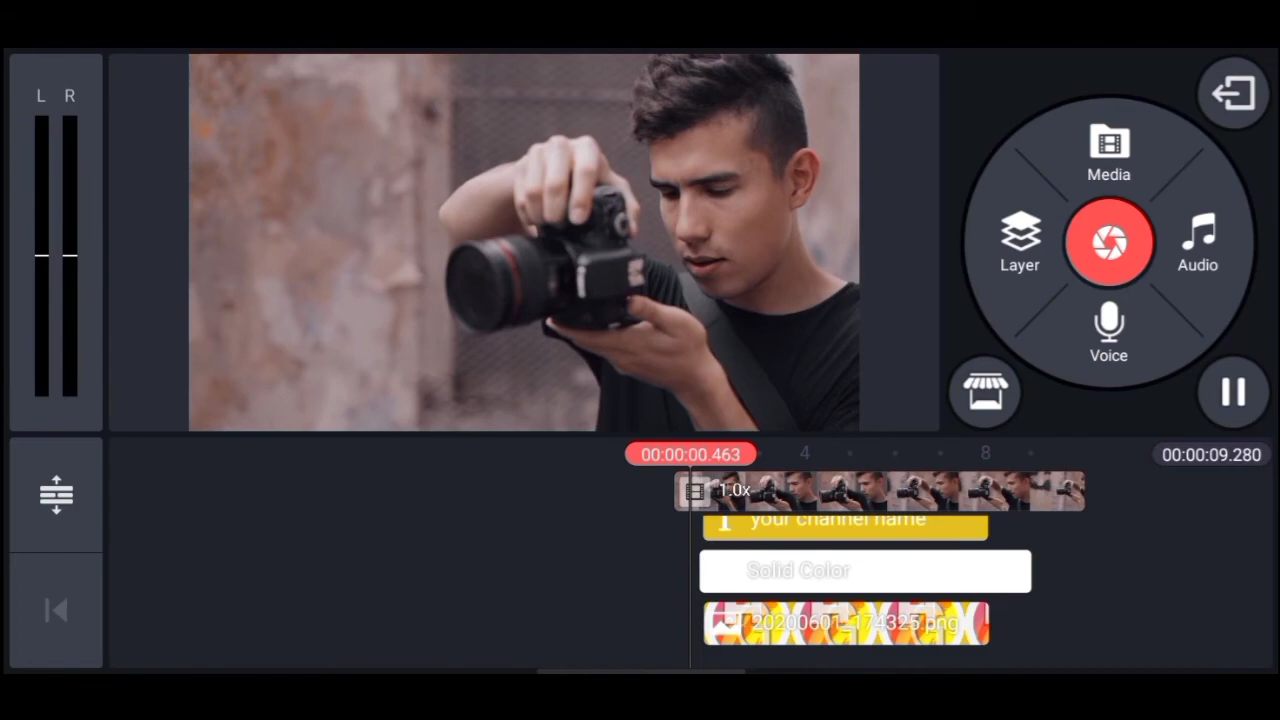 L R
Media
Layer
Audio
Voice
00:00:00.463
4
8
00:00:09.280
1.0x
your channel name
Solid Color
20200601_174325.png